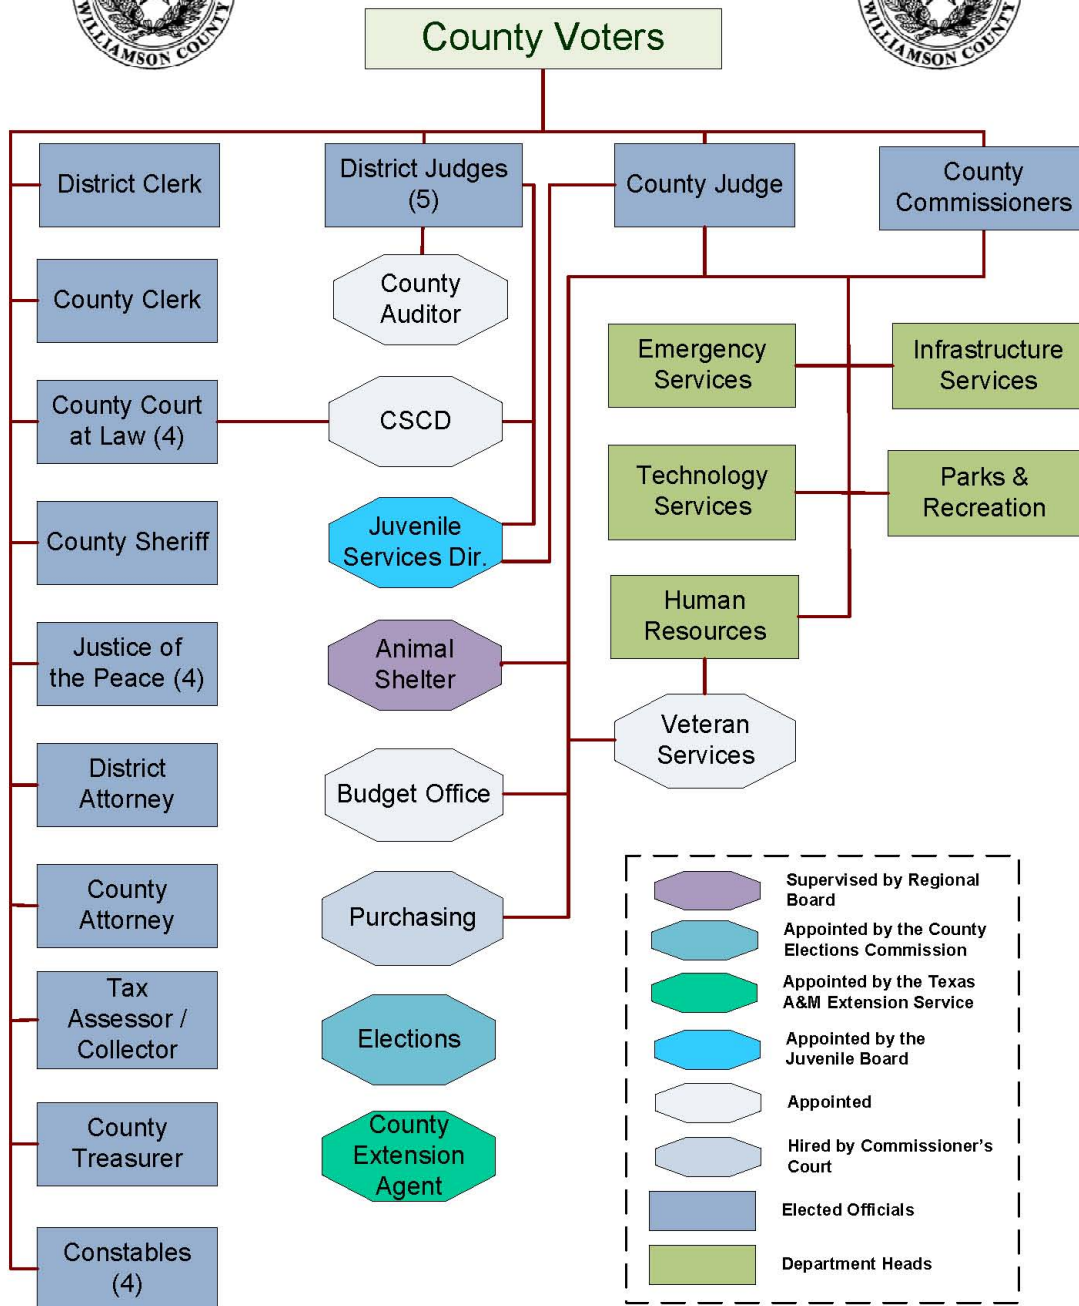 WILLIAMSON COUNTY
WILLIAMSON COUNTY
County Voters
District Clerk
District Judges
(5)
County Judge
County
Commissioners
County Clerk
County
Auditor
Emergency
Services
Infrastructure
Services
County Court
at Law (4)
CSCD
Technology
Services
Parks &
Recreation
County Sheriff
Juvenile
Services Dir.
Human
Resources
Justice of
the Peace (4)
Animal
Shelter
Veteran
Services
District
Attorney
Budget Office
County
Attorney
Purchasing
Tax
Assessor /
Collector
Elections
County
Treasurer
County
Extension
Agent
Constables
(4)
Supervised by Regional
Board
Appointed by the County
Elections Commission
Appointed by the Texas
A&M Extension Service
Appointed by the
Juvenile Board
Appointed
Hired by Commissioner's
Court
Elected Officials
Department Heads